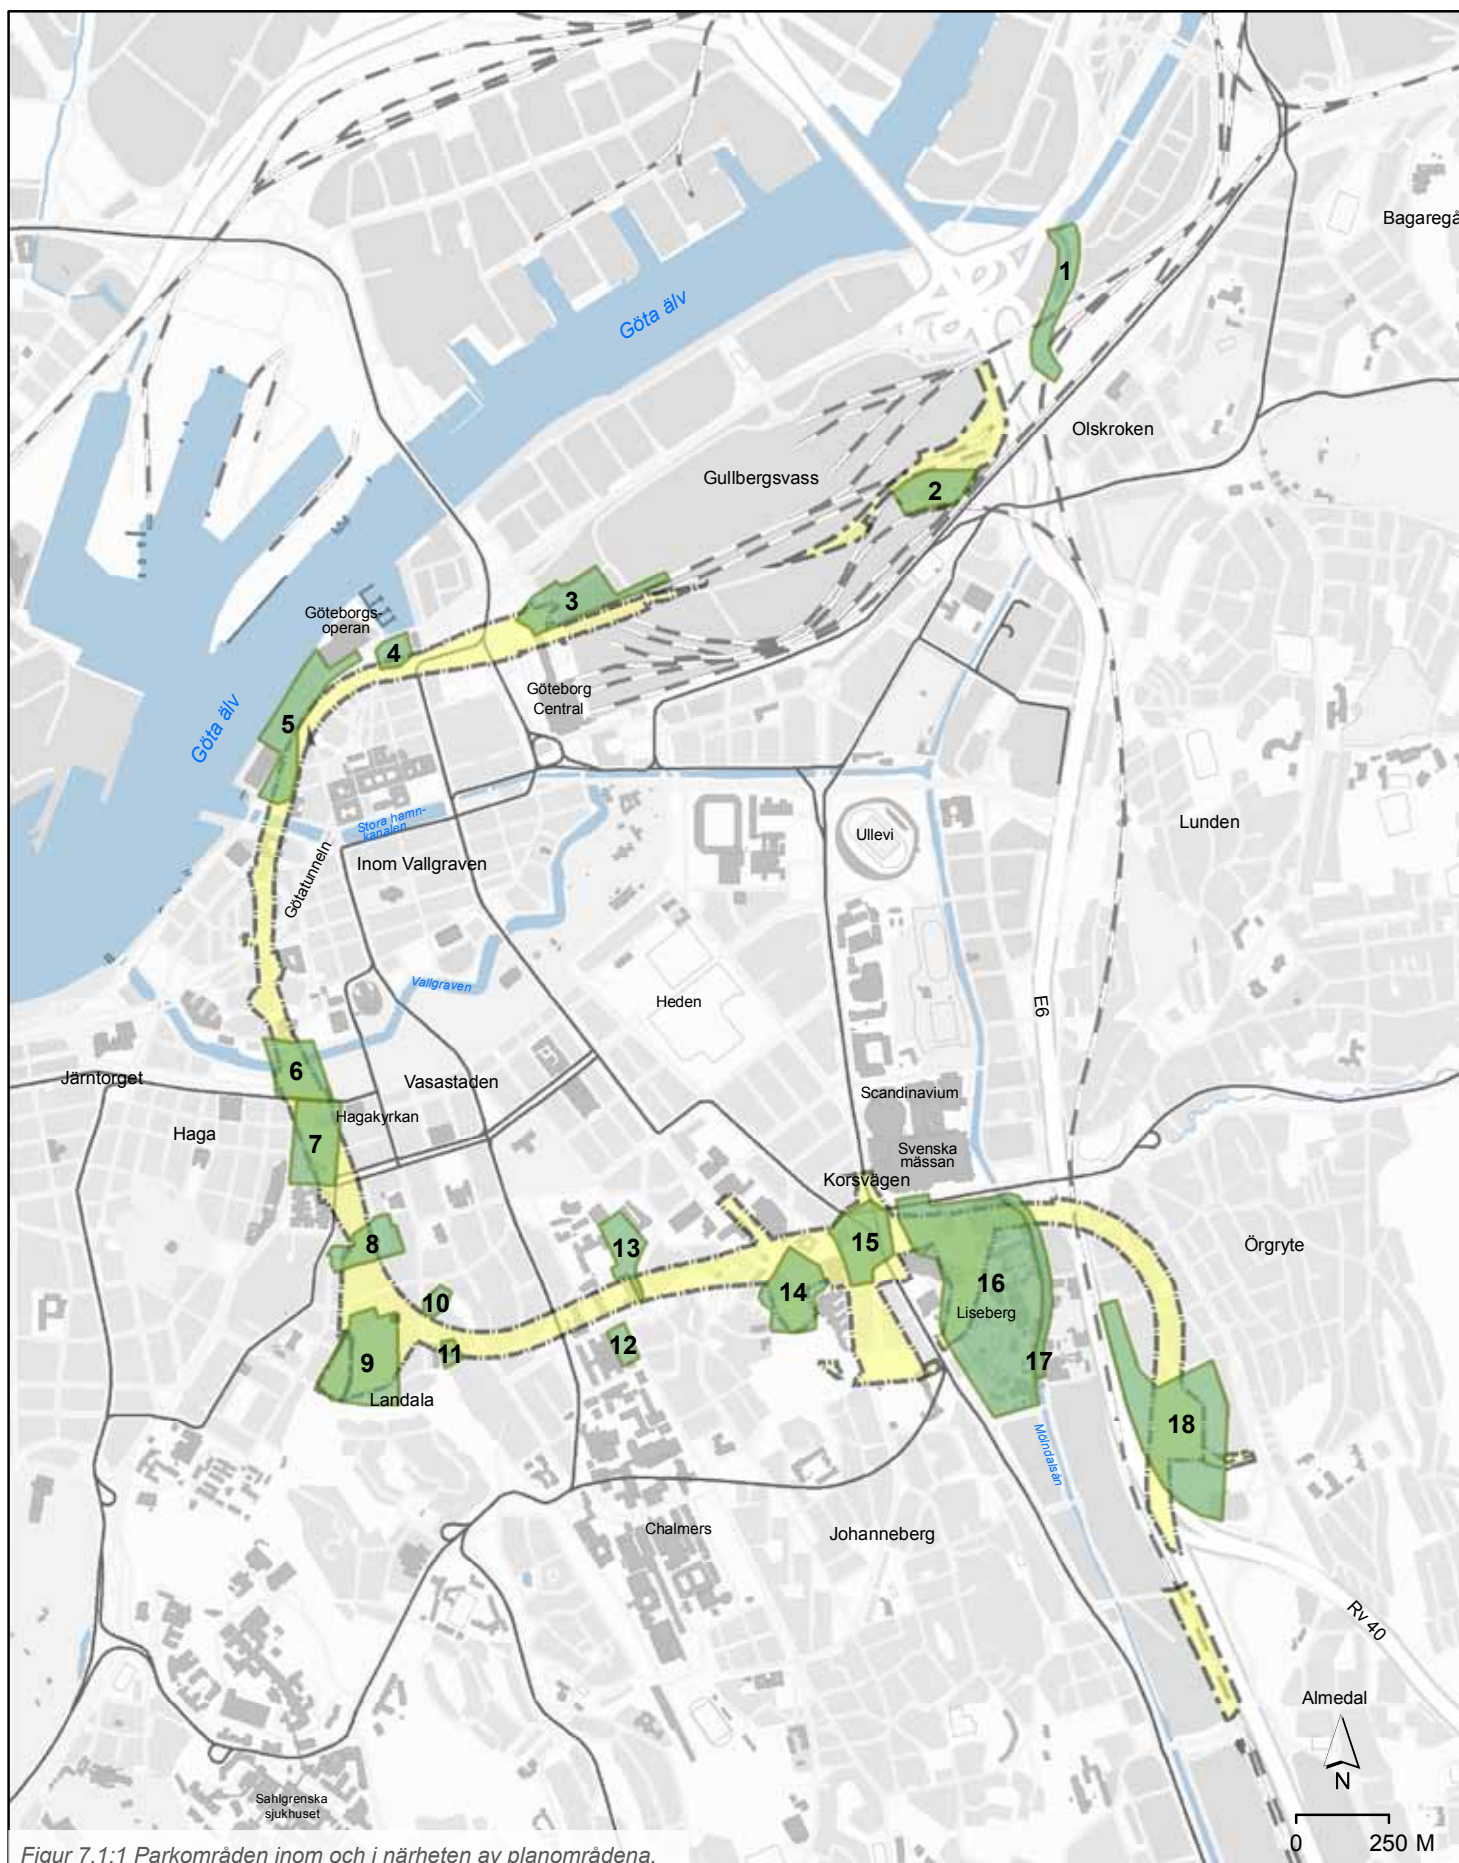 Bagaregå
1
Göta älv
Olskroken
Gullbergsvass
2
3
Göteborgs-
operan
4
Göteborg
Central
5
Göta älv
Stora hamn-
kanalen
Ullevi
Lunden
Inom Vallgraven
Götatunneln
Vallgraven
Heden
E6
6
Järntorget
Vasastaden
Scandinavium
Hagakyrkan
Haga
7
Svenska
mässan
Korsvägen
8
13
15
Örgryte
14
16
10
Liseberg
12
11
9
17
Landala
18
Mölndalsån
Chalmers
Johanneberg
Rv 40
Almedal
N
Sahlgrenska
sjukhuset
0 250 M
Figur 7.1:1 Parkområden inom och i närheten av planområdena.